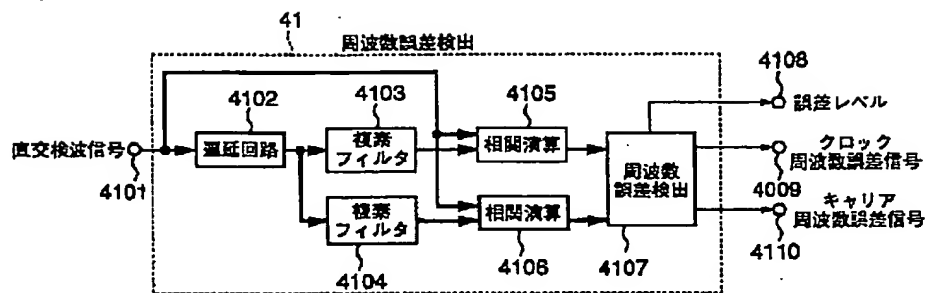 41
周波数誤差検出
4102
4103
4105
4108
誤差レベル
直交検波信号
4101
遅延回路
複素
フィルタ
相関演算
周波数
誤差検出
クロック
周波数誤差信号
4009
複素
フィルタ
相関演算
キャリア
周波数誤差信号
4110
4104
4106
4107